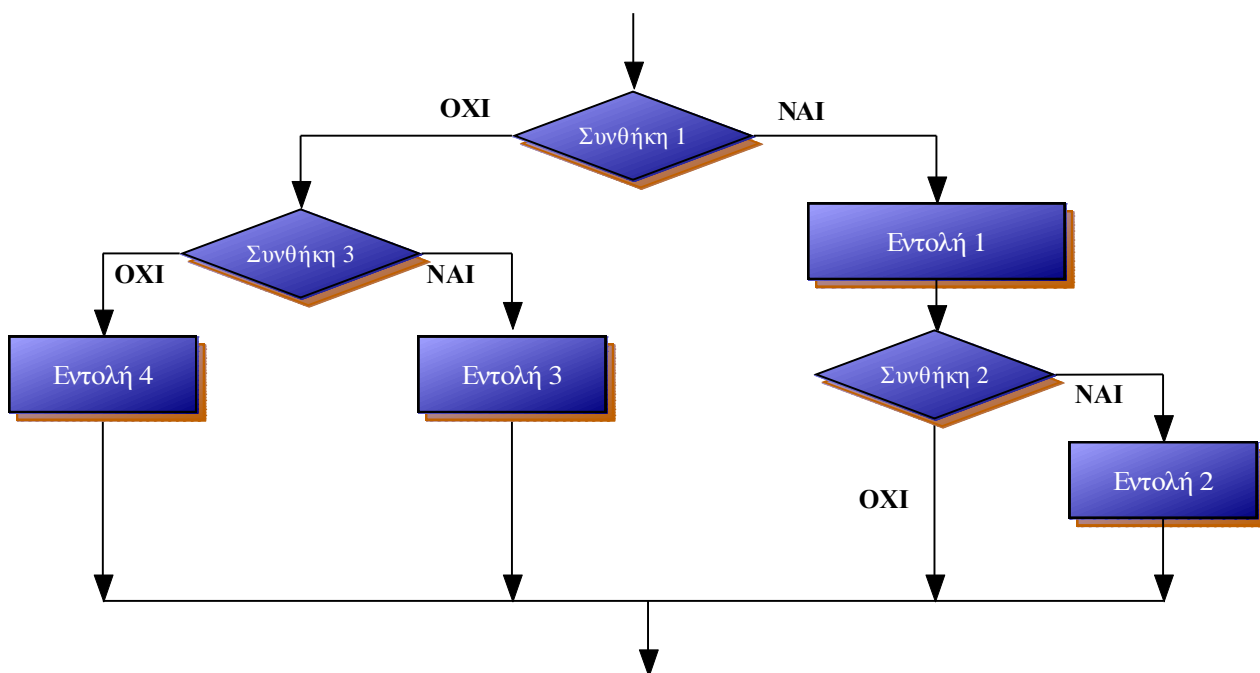 ΟΧΙ
ΝΑΙ
Συνθήκη 1
Συνθήκη 3
Εντολή 1
ΟΧΙ
ΝΑΙ
Εντολή 4
Εντολή 3
Συνθήκη 2
ΝΑΙ
Εντολή 2
ΟΧΙ